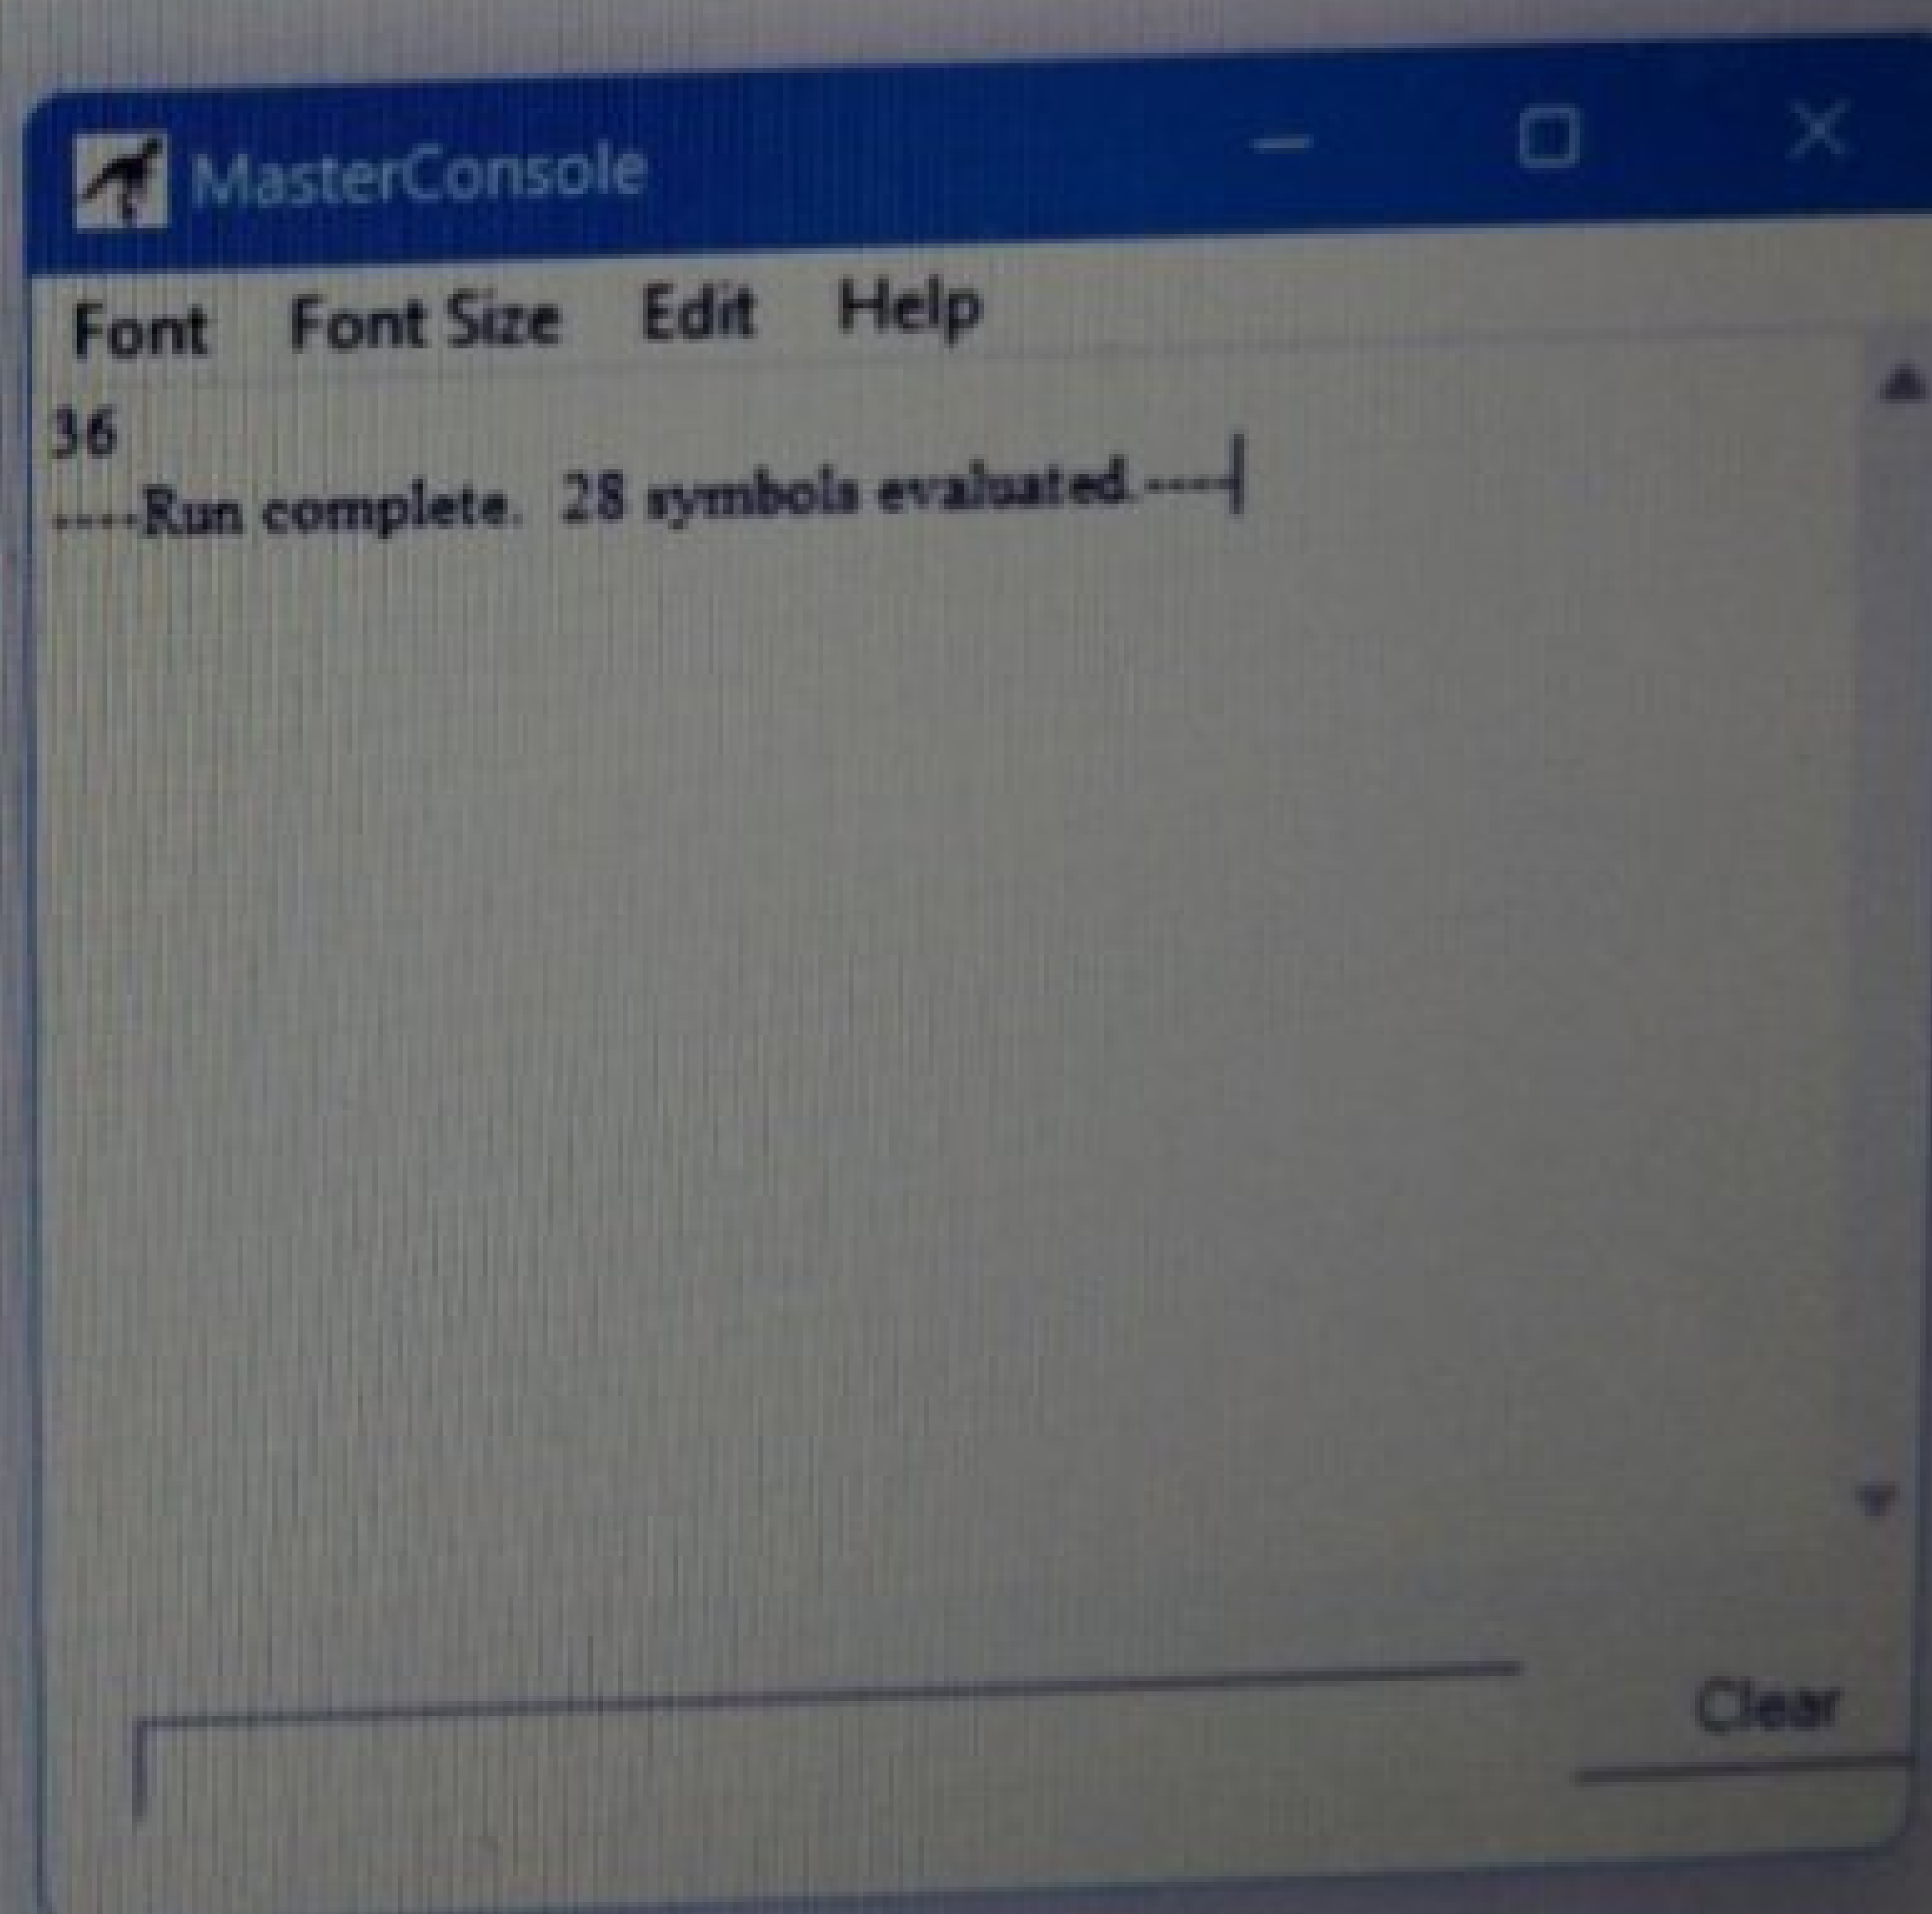 MasterConsole
Font Font Size Edit Help
36
----Run complete.  28 symbols evaluated.----
Clear